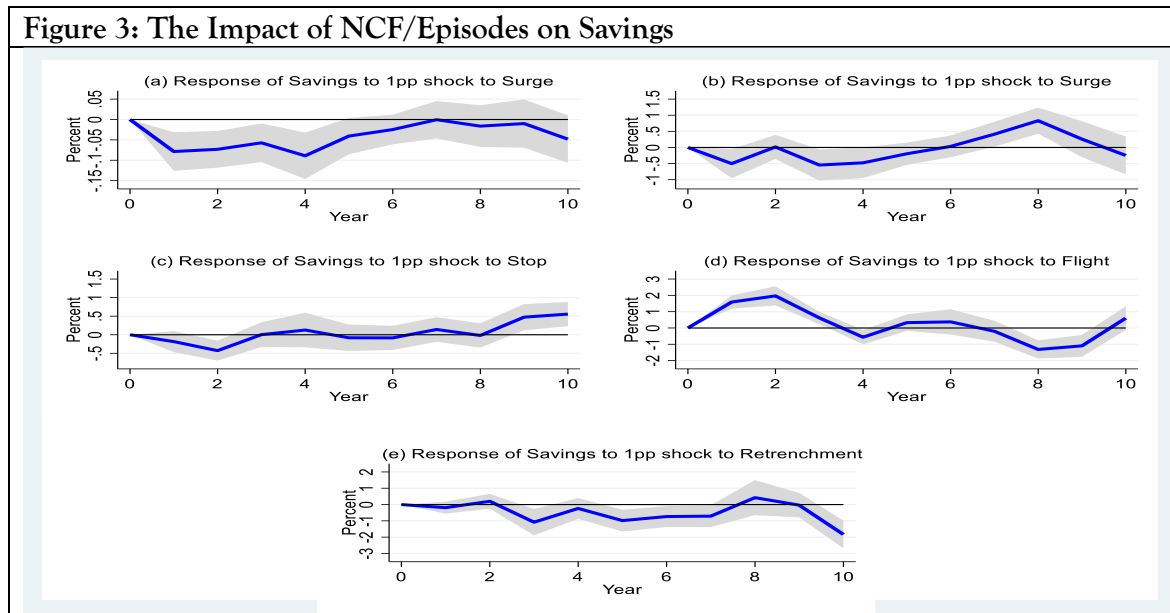 Figure 3: The Impact of NCF/Episodes on Savings
(a) Response of Savings to 1pp shock to Surge
Percent
-.15-.1-.05 0 .05
0 2 4 6 8 10
Year
(b) Response of Savings to 1pp shock to Surge
Percent
-1-.5 0 .5 1 1.5
0 2 4 6 8 10
Year
(c) Response of Savings to 1pp shock to Stop
Percent
-.5 0 .5 1 1.5
0 2 4 6 8 10
Year
(d) Response of Savings to 1pp shock to Flight
Percent
-2 -1 0 1 2 3
0 2 4 6 8 10
Year
(e) Response of Savings to 1pp shock to Retrenchment
Percent
-3 -2 -1 0 1 2
0 2 4 6 8 10
Year